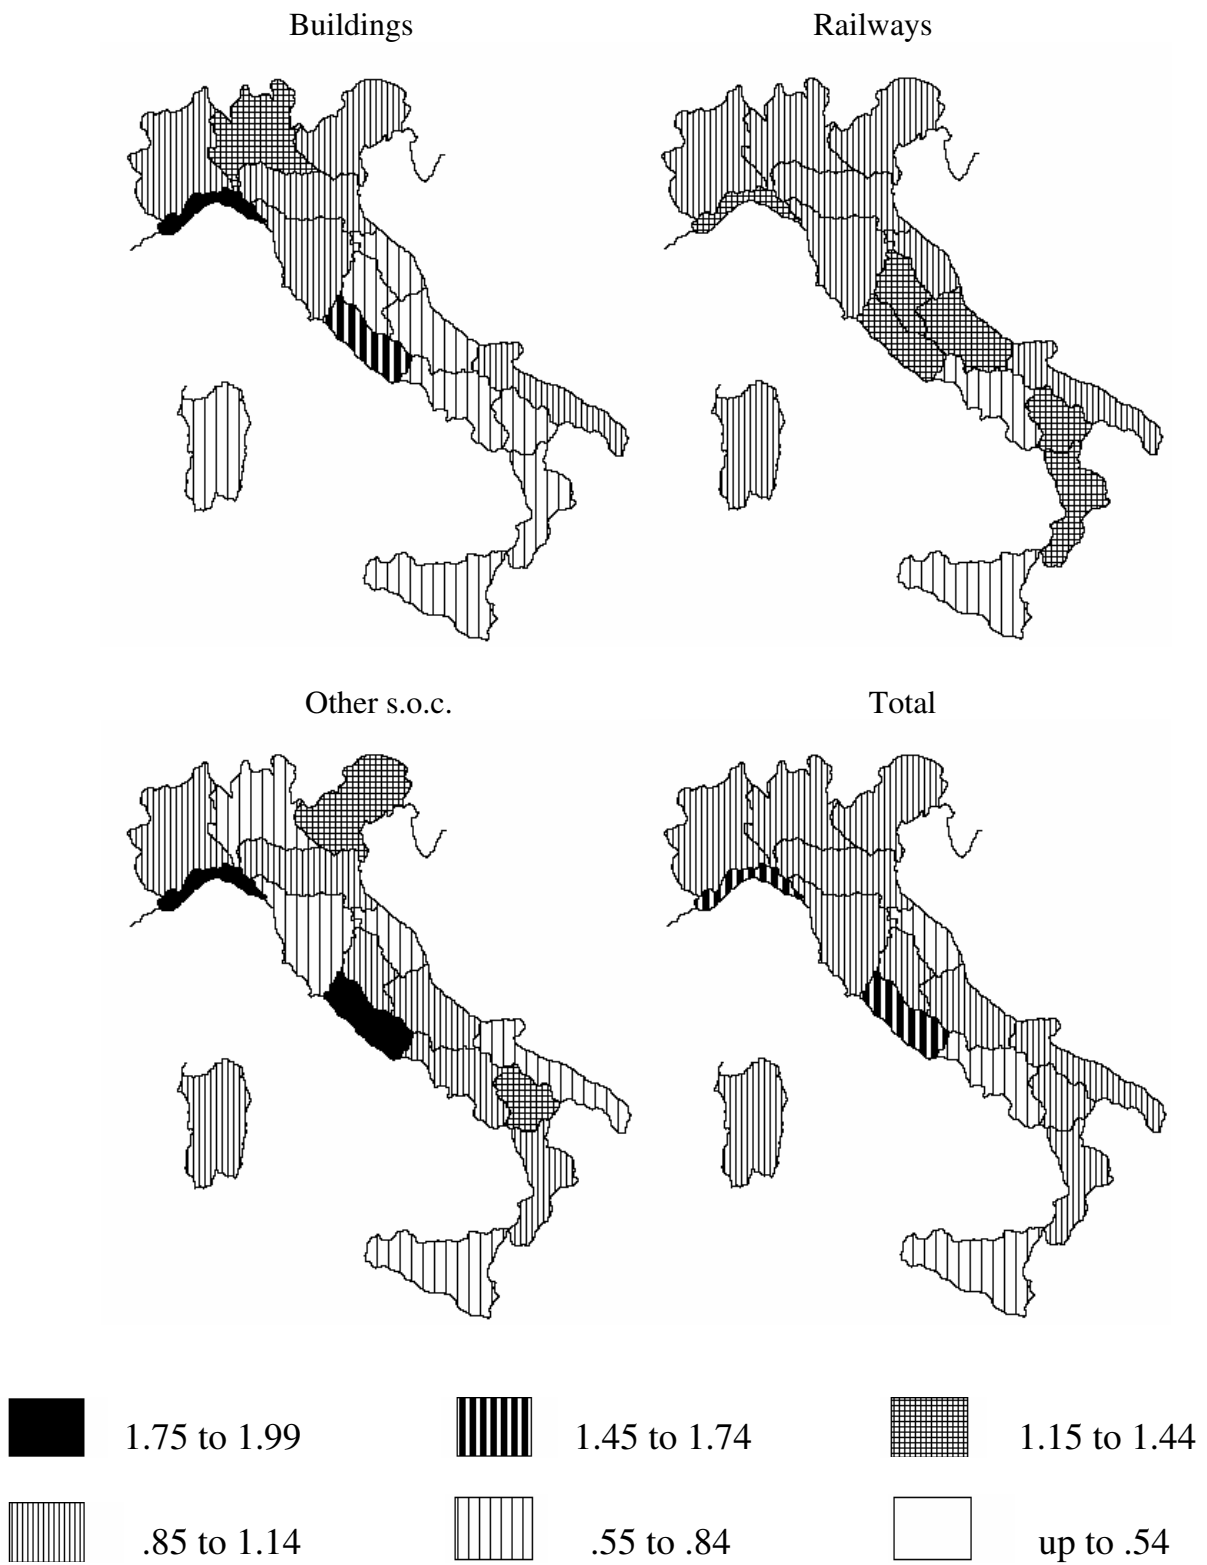 Buildings Railways
Other s.o.c. Total
1.75 to 1.99 1.45 to 1.74 1.15 to 1.44
.85 to 1.14 .55 to .84 up to .54